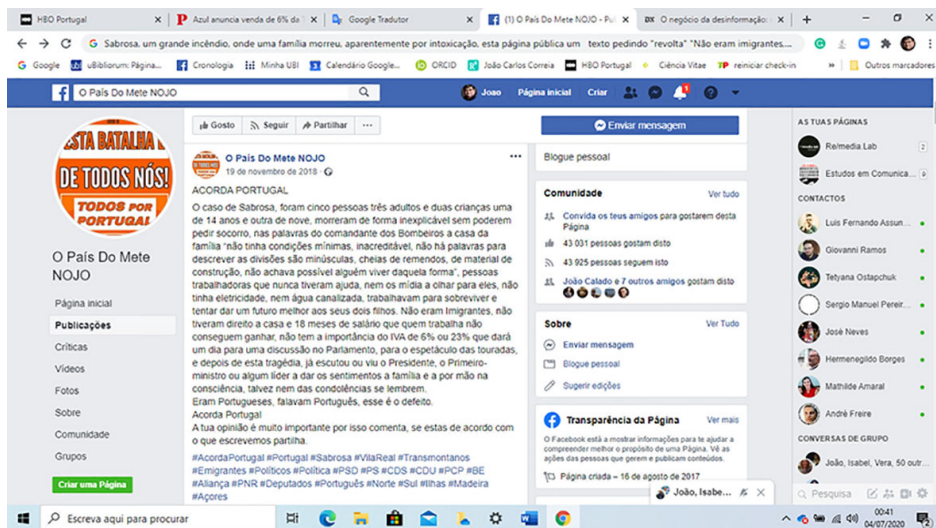 HBO Portugal
Azul anuncia venda de 6% da
Google Tradutor
(1) O País Do Mete NOJO - Pu
O negócio da desinformação:
G Sabrosa, um grande incêndio, onde uma família morreu, aparentemente por intoxicação, esta página pública um texto pedindo "revolta" "Não eram imigrantes....
Google
uBibliorum: Página...
Cronologia
Minha UBI
Calendário Google...
ORCID
João Carlos Correia
HBO Portugal
Ciência Vitae
7P reiniciar check-in
Outros marcadores
O País Do Mete NOJO
Joao
Página inicial
Criar
1
ESTA BATALHA É
DE TODOS NÓS!
TODOS POR
PORTUGAL
O País Do Mete
NOJO
Página inicial
Publicações
Críticas
Vídeos
Fotos
Sobre
Comunidade
Grupos
Criar uma Página
Gosto
Seguir
Partilhar
O País Do Mete NOJO
19 de novembro de 2018
ACORDA PORTUGAL
O caso de Sabrosa, foram cinco pessoas três adultos e duas crianças uma
de 14 anos e outra de nove, morreram de forma inexplicável sem poderem
pedir socorro, nas palavras do comandante dos Bombeiros a casa da
família "não tinha condições mínimas, inacreditável, não há palavras para
descrever as divisões são minúsculas, cheias de remendos, de material de
construção, não achava possível alguém viver daquela forma", pessoas
trabalhadoras que nunca tiveram ajuda, nem os mídia a olhar para eles, não
tinha eletricidade, nem água canalizada, trabalhavam para sobreviver e
tentar dar um futuro melhor aos seus dois filhos. Não eram Imigrantes, não
tiveram direito a casa e 18 meses de salário que quem trabalha não
conseguem ganhar, não tem a importância do IVA de 6% ou 23% que dará
um dia para uma discussão no Parlamento, para o espetáculo das touradas,
e depois de esta tragédia, já escutou ou viu o Presidente, o Primeiro-
ministro ou algum líder a dar os sentimentos a família e a por mão na
consciência, talvez nem das condolências se lembrem.
Eram Portugueses, falavam Português, esse é o defeito.
Acorda Portugal
A tua opinião é muito importante por isso comenta, se estas de acordo com
o que escrevemos partilha.
#AcordaPortugal #Portugal #Sabrosa #VilaReal #Transmontanos
#Emigrantes #Políticos #Política #PSD #PS #CDS #CDU #PCP #BE
#Aliança #PNR #Deputados #Português #Norte #Sul #Ilhas #Madeira
#Açores
Enviar mensagem
Blogue pessoal
Comunidade
Ver tudo
Convida os teus amigos para gostarem desta
Página
43 031 pessoas gostam disto
43 925 pessoas seguem isto
João Calado e 7 outros amigos gostam disto
Sobre
Ver Tudo
Enviar mensagem
Blogue pessoal
Sugerir edições
Transparência da Página
Ver mais
O Facebook está a mostrar informações para te ajudar a
compreender melhor o propósito de uma Página. Vê as
ações das pessoas que gerem e publicam conteúdos.
Página criada – 16 de agosto de 2017
AS TUAS PÁGINAS
Re/media.Lab
2
Estudos em Comunica...
CONTACTOS
Luis Fernando Assun...
Giovanni Ramos
Tetyana Ostapchuk
Sergio Manuel Pereir...
José Neves
Hermenegildo Borges
Mathilde Amaral
André Freire
CONVERSAS DE GRUPO
João, Isabel, Vera, 50 outr...
João, Isabe...
Pesquisa
Escreva aqui para procurar
00:41
04/07/2020